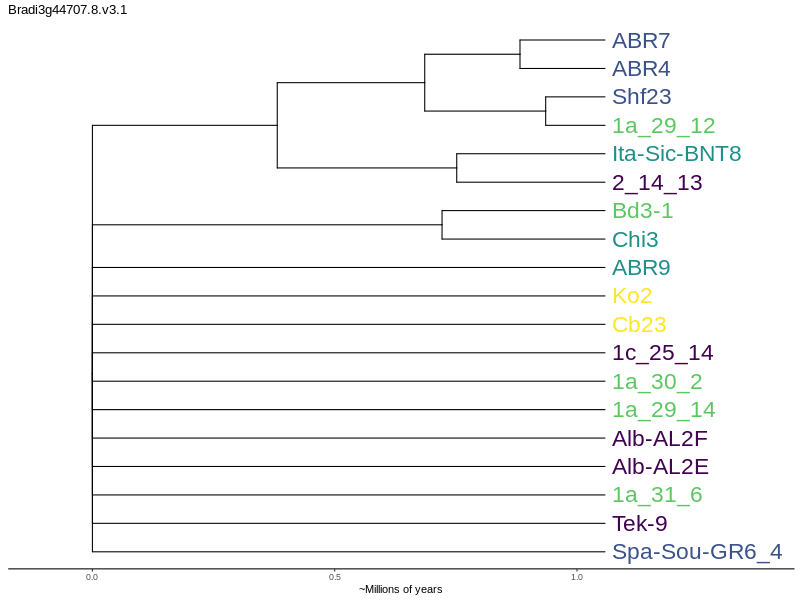 Bradi3g44707.8.v3.1
ABR7
ABR4
Shf23
1a_29_12
Ita-Sic-BNT8
2_14_13
Bd3-1
Chi3
ABR9
Ko2
Cb23
1c_25_14
1a_30_2
1a_29_14
Alb-AL2F
Alb-AL2E
1a_31_6
Tek-9
Spa-Sou-GR6_4
0.0 0.5 1.0
~Millions of years